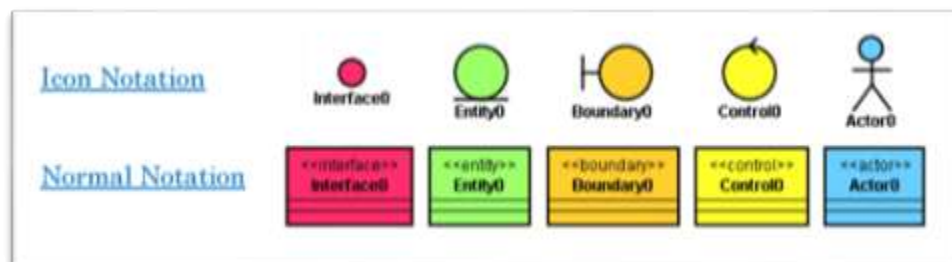 Icon Notation
Interface0 Entity0 Boundary0 Control0 Actor0
Normal Notation
<<interface>> <<entity>> <<boundary>> <<control>> <<actor>>
Interface0 Entity0 Boundary0 Control0 Actor0